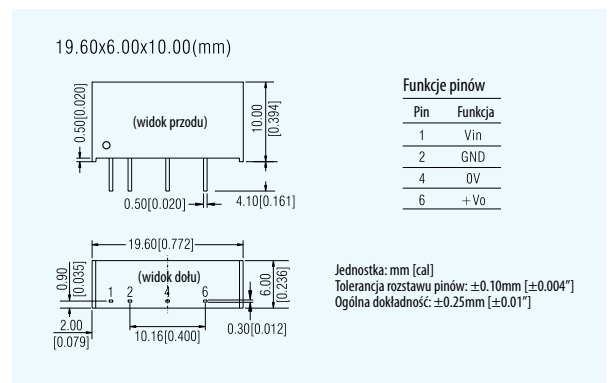 19.60x6.00x10.00(mm)
0.50[0.020]
(widok przodu)
10.00
[0.394]
0.50[0.020]
4.10[0.161]
Funkcje pinów
Pin Funkcja
1 Vin
2 GND
4 0V
6 +Vo
19.60[0.772]
0.90
[0.035]
(widok dołu)
1 2 4 6
6.00
[0.236]
2.00
[0.079]
10.16[0.400]
0.30[0.012]
Jednostka: mm [cal]
Tolerancja rozstawu pinów: ±0.10mm [±0.004”]
Ogólna dokładność: ±0.25mm [±0.01”]